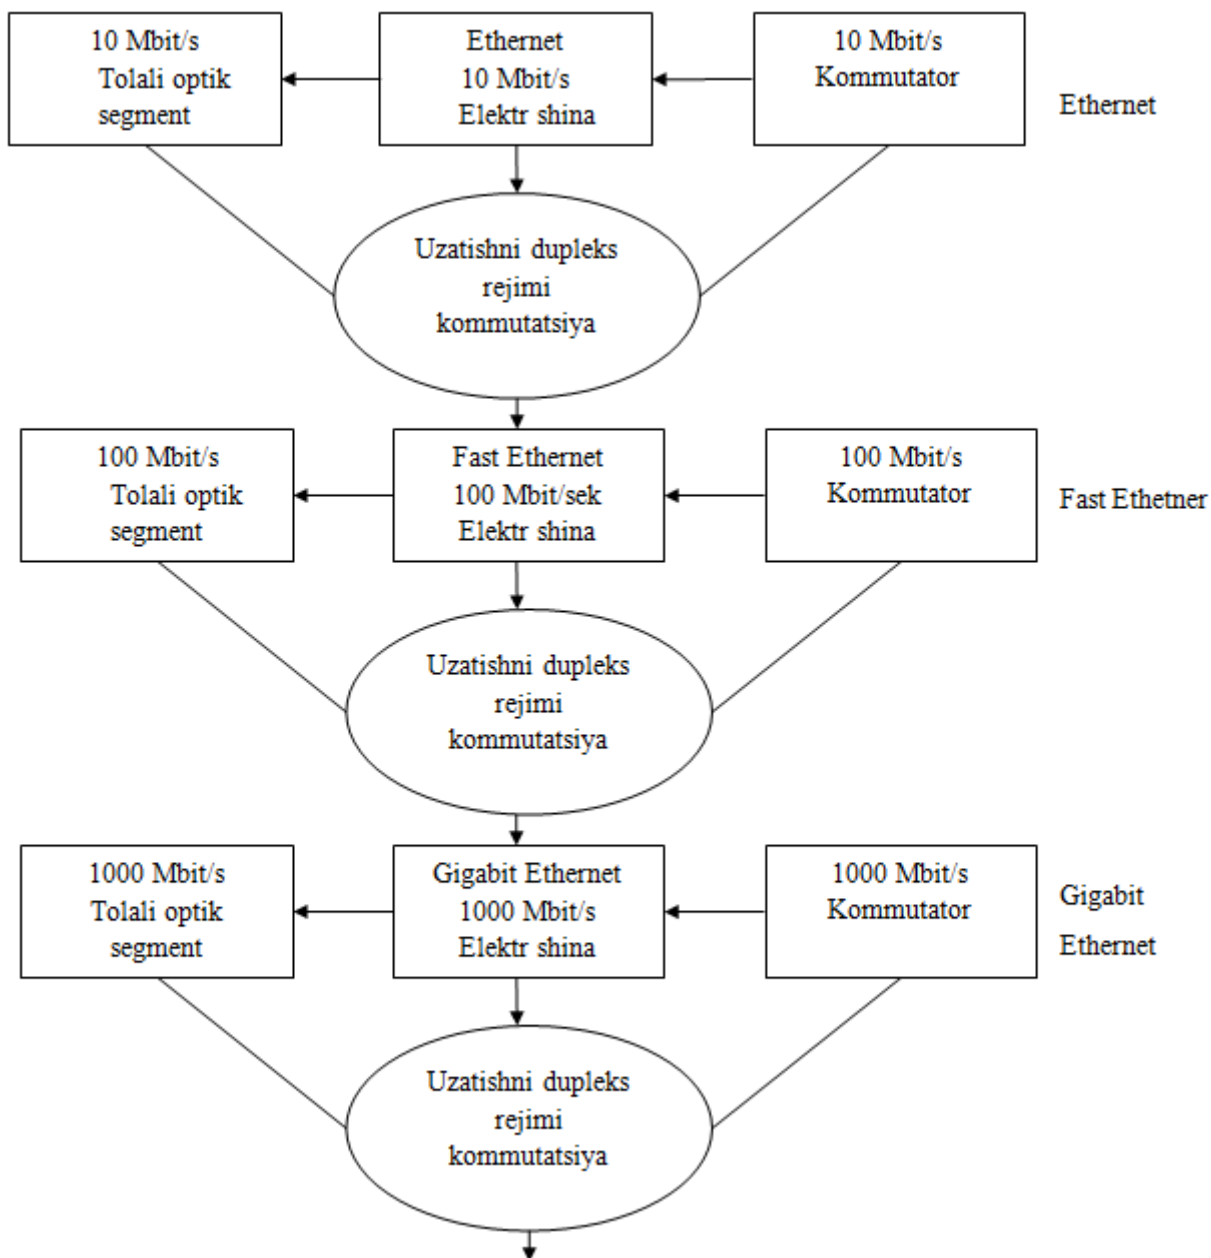 10 Mbit/s
Tolali optik
segment
Ethernet
10 Mbit/s
Elektr shina
10 Mbit/s
Kommutator
Ethernet
Uzatishni dupleks
rejimi
kommutatsiya
100 Mbit/s
Tolali optik
segment
Fast Ethernet
100 Mbit/sek
Elektr shina
100 Mbit/s
Kommutator
Fast Ethetner
Uzatishni dupleks
rejimi
kommutatsiya
1000 Mbit/s
Tolali optik
segment
Gigabit Ethernet
1000 Mbit/s
Elektr shina
1000 Mbit/s
Kommutator
Gigabit
Ethernet
Uzatishni dupleks
rejimi
kommutatsiya